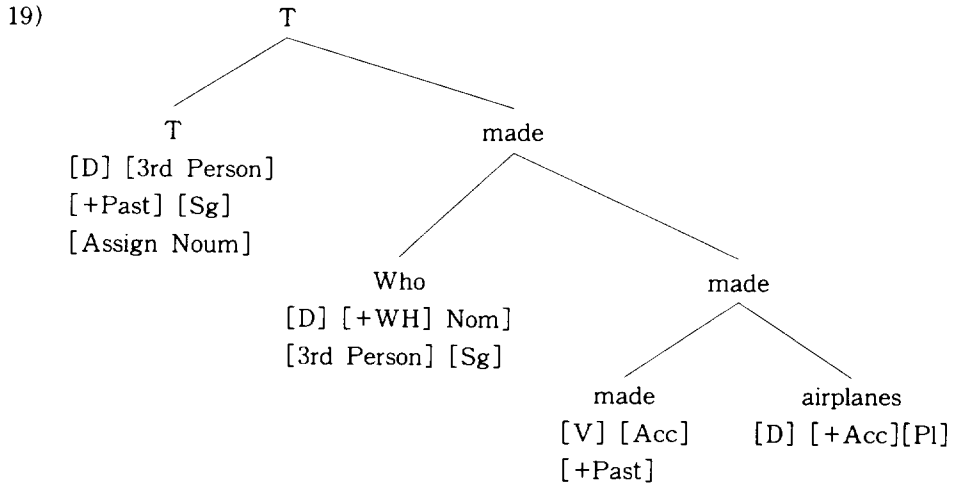 19)
T
T
made
[D] [3rd Person]
[+Past] [Sg]
[Assign Noum]
Who
made
[D] [+WH] Nom]
[3rd Person] [Sg]
made
airplanes
[V] [Acc]
[D] [+Acc][Pl]
[+Past]